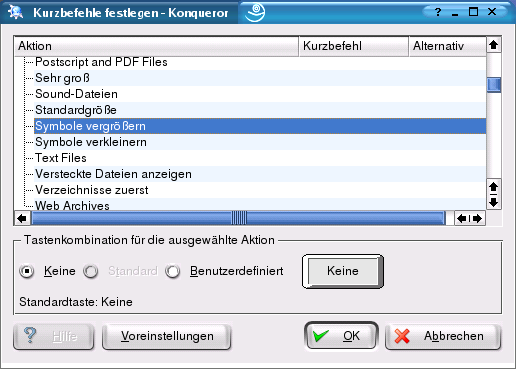 Kurzbefehle festlegen - Konqueror
Aktion Kurzbefehl Alternativ
Postscript and PDF Files
Sehr groß
Sound-Dateien
Standardgröße
Symbole vergrößern
Symbole verkleinern
Text Files
Versteckte Dateien anzeigen
Verzeichnisse zuerst
Web Archives
Tastenkombination für die ausgewählte Aktion
Keine Standard Benutzerdefiniert Keine
Standardtaste: Keine
Hilfe Voreinstellungen OK Abbrechen